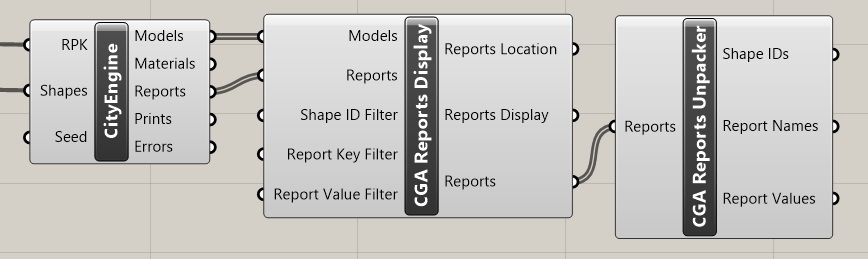 RPK
Shapes
Seed
CityEngine
Models
Materials
Reports
Prints
Errors
Models
Reports
Shape ID Filter
Report Key Filter
Report Value Filter
CGA Reports Display
Reports Location
Reports Display
Reports
Reports
CGA Reports Unpacker
Shape IDs
Report Names
Report Values